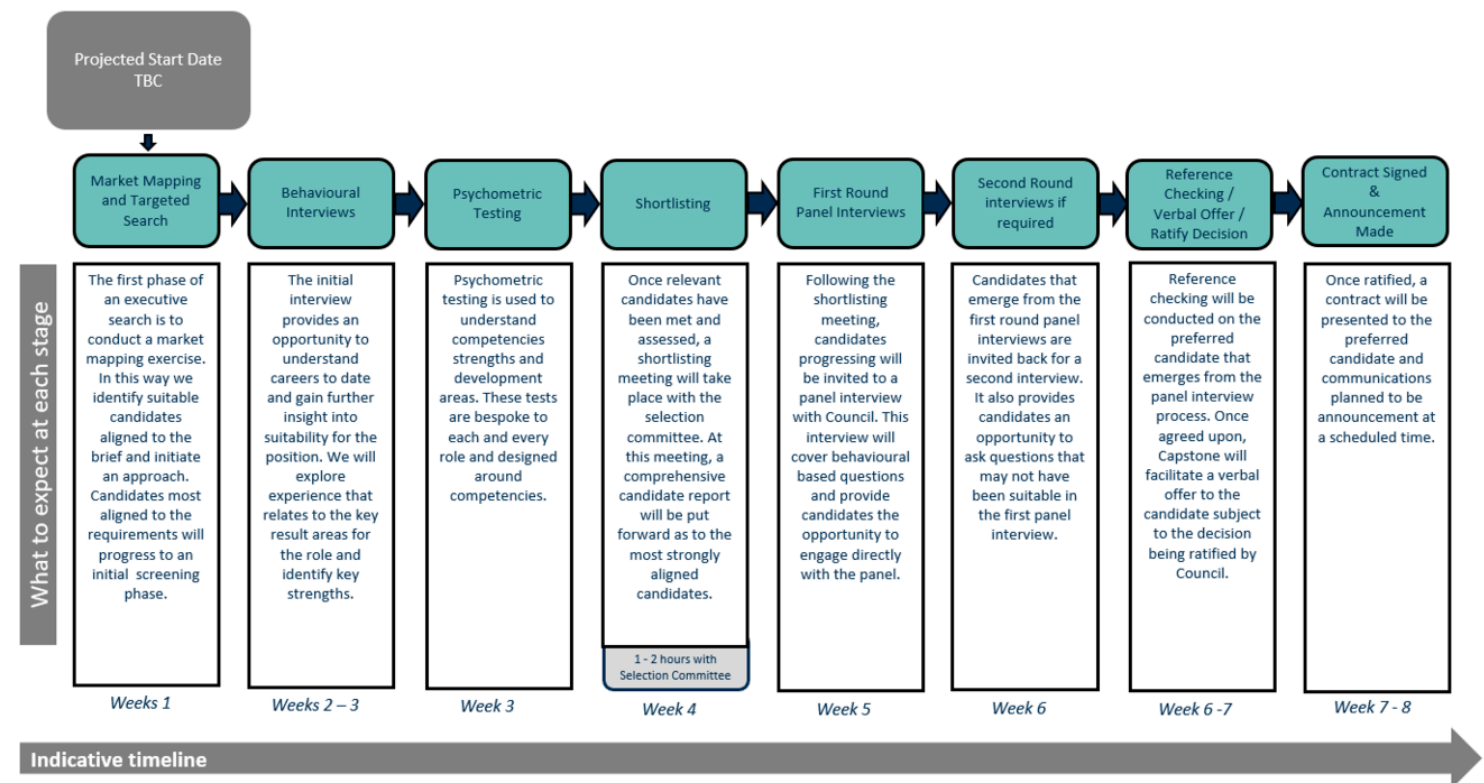 Projected Start Date
TBC
Market Mapping
and Targeted
Search
Behavioural
Interviews
Psychometric
Testing
Shortlisting
First Round
Panel Interviews
Second Round
interviews if
required
Reference
Checking /
Verbal Offer /
Ratify Decision
Contract Signed
&
Announcement
Made
What to expect at each stage
The first phase of
an executive
search is to
conduct a market
mapping exercise.
In this way we
identify suitable
candidates
aligned to the
brief and initiate
an approach.
Candidates most
aligned to the
requirements will
progress to an
initial screening
phase.
The initial
interview
provides an
opportunity to
understand
careers to date
and gain further
insight into
suitability for the
position. We will
explore
experience that
relates to the key
result areas for
the role and
identify key
strengths.
Psychometric
testing is used to
understand
competencies
strengths and
development
areas. These tests
are bespoke to
each and every
role and designed
around
competencies.
Once relevant
candidates have
been met and
assessed, a
shortlisting
meeting will take
place with the
selection
committee. At
this meeting, a
comprehensive
candidate report
will be put
forward as to the
most strongly
aligned
candidates.
1 - 2 hours with
Selection Committee
Following the
shortlisting
meeting,
candidates
progressing will
be invited to a
panel interview
with Council. This
interview will
cover behavioural
based questions
and provide
candidates the
opportunity to
engage directly
with the panel.
Candidates that
emerge from the
first round panel
interviews are
invited back for a
second interview.
It also provides
candidates an
opportunity to
ask questions that
may not have
been suitable in
the first panel
interview.
Reference
checking will be
conducted on the
preferred
candidate that
emerges from the
panel interview
process. Once
agreed upon,
Capstone will
facilitate a verbal
offer to the
candidate subject
to the decision
being ratified by
Council.
Once ratified, a
contract will be
presented to the
preferred
candidate and
communications
planned to be
announcement at
a scheduled time.
Weeks 1
Weeks 2 – 3
Week 3
Week 4
Week 5
Week 6
Week 6 -7
Week 7 - 8
Indicative timeline